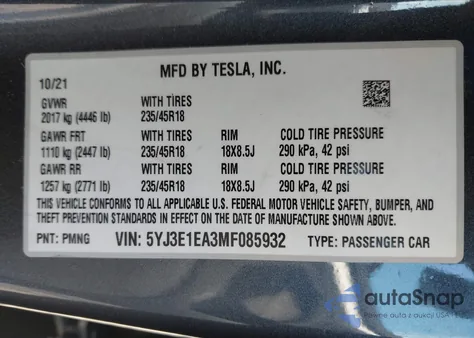 MFD BY TESLA, INC.
10/21
GVWR WITH TIRES
2017 kg (4446 lb) 235/45R18
GAWR FRT WITH TIRES RIM COLD TIRE PRESSURE
1110 kg (2447 lb) 235/45R18 18X8.5J 290 kPa, 42 psi
GAWR RR WITH TIRES RIM COLD TIRE PRESSURE
1257 kg (2771 lb) 235/45R18 18X8.5J 290 kPa, 42 psi
THIS VEHICLE CONFORMS TO ALL APPLICABLE U.S. FEDERAL MOTOR VEHICLE SAFETY, BUMPER, AND
THEFT PREVENTION STANDARDS IN EFFECT ON DATE OF MANUFACTURE SHOWN ABOVE.
PNT: PMNG VIN: 5YJ3E1EA3MF085932 TYPE: PASSENGER CAR
autoSnap
Pewne auta z aukcji USA